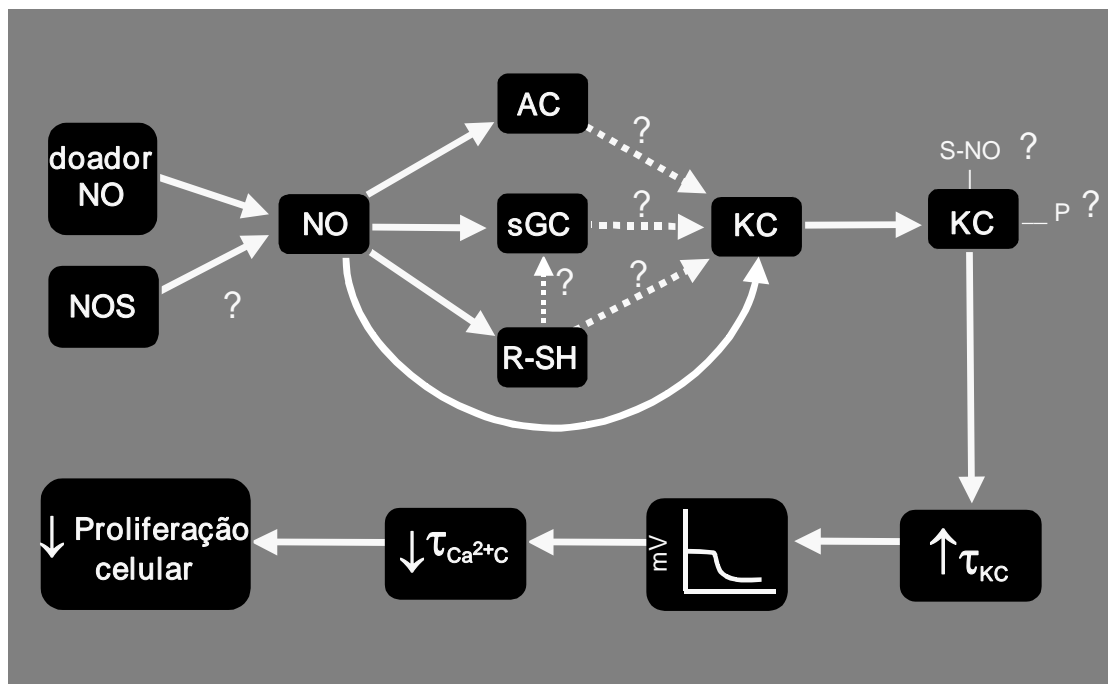 AC
?
S-NO ?
doador
NO
NO
sGC
?
KC
KC
P ?
NOS
?
?
?
R-SH
↓ Proliferação
celular
↓ τCa²⁺C
mV
↑ τKC